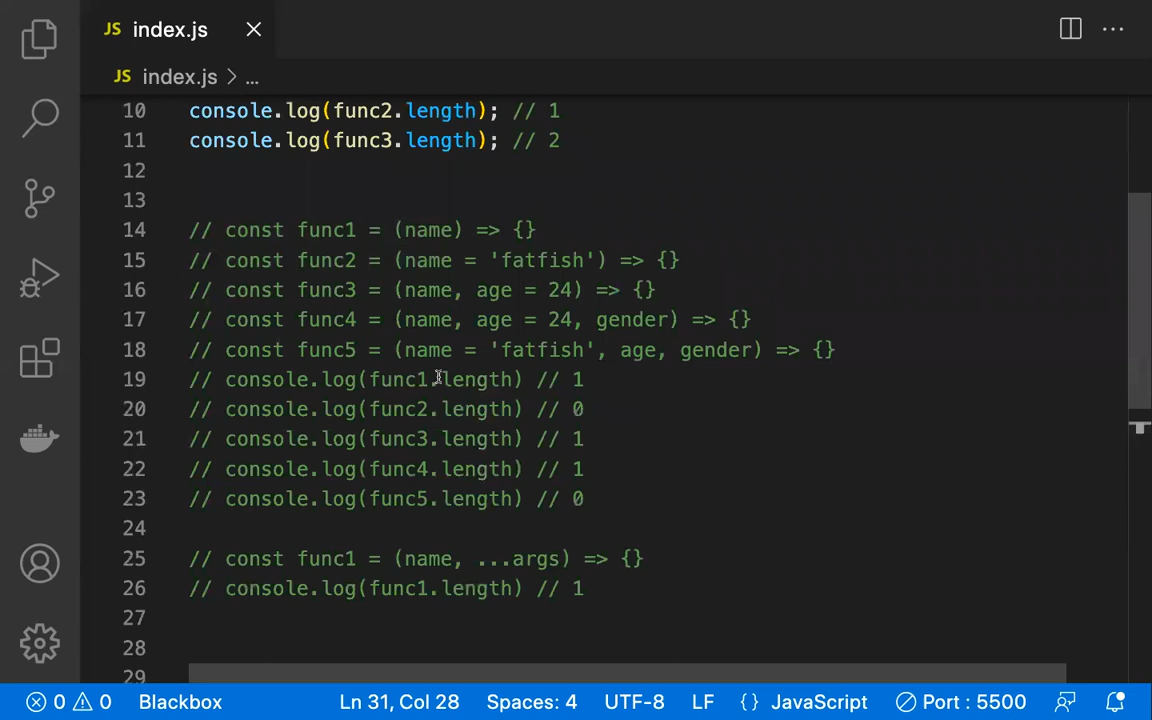 JS index.js
JS index.js > ...
10 console.log(func2.length); // 1
11 console.log(func3.length); // 2
12
13
14 // const func1 = (name) => {}
15 // const func2 = (name = 'fatfish') => {}
16 // const func3 = (name, age = 24) => {}
17 // const func4 = (name, age = 24, gender) => {}
18 // const func5 = (name = 'fatfish', age, gender) => {}
19 // console.log(func1.length) // 1
20 // console.log(func2.length) // 0
21 // console.log(func3.length) // 1
22 // console.log(func4.length) // 1
23 // console.log(func5.length) // 0
24
25 // const func1 = (name, ...args) => {}
26 // console.log(func1.length) // 1
27
28
29
0 0 Blackbox Ln 31, Col 28 Spaces: 4 UTF-8 LF {} JavaScript Port : 5500